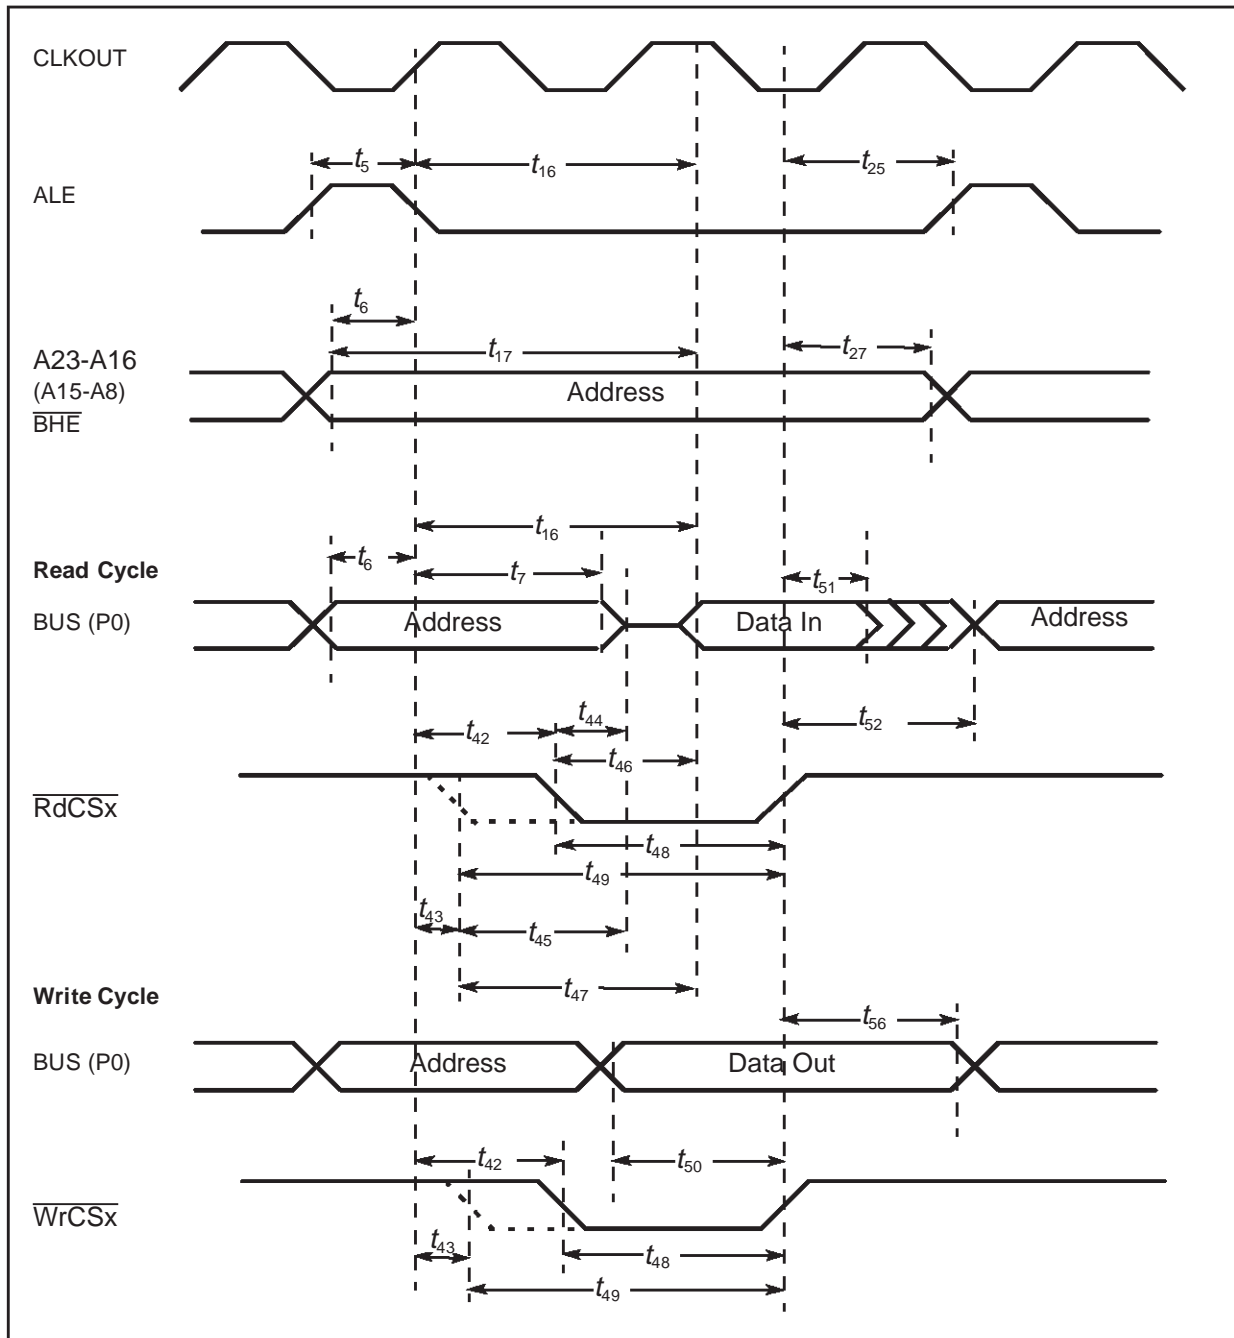 CLKOUT
t5
t16
t25
ALE
t6
t17
t27
A23-A16
(A15-A8)
Address
BHE
t16
t6
t7
t51
Read Cycle
BUS (P0)
Address
Data In
Address
t42
t44
t52
t46
RdCSx
t48
t49
t43
t45
t47
Write Cycle
t56
BUS (P0)
Address
Data Out
t42
t50
WrCSx
t43
t48
t49